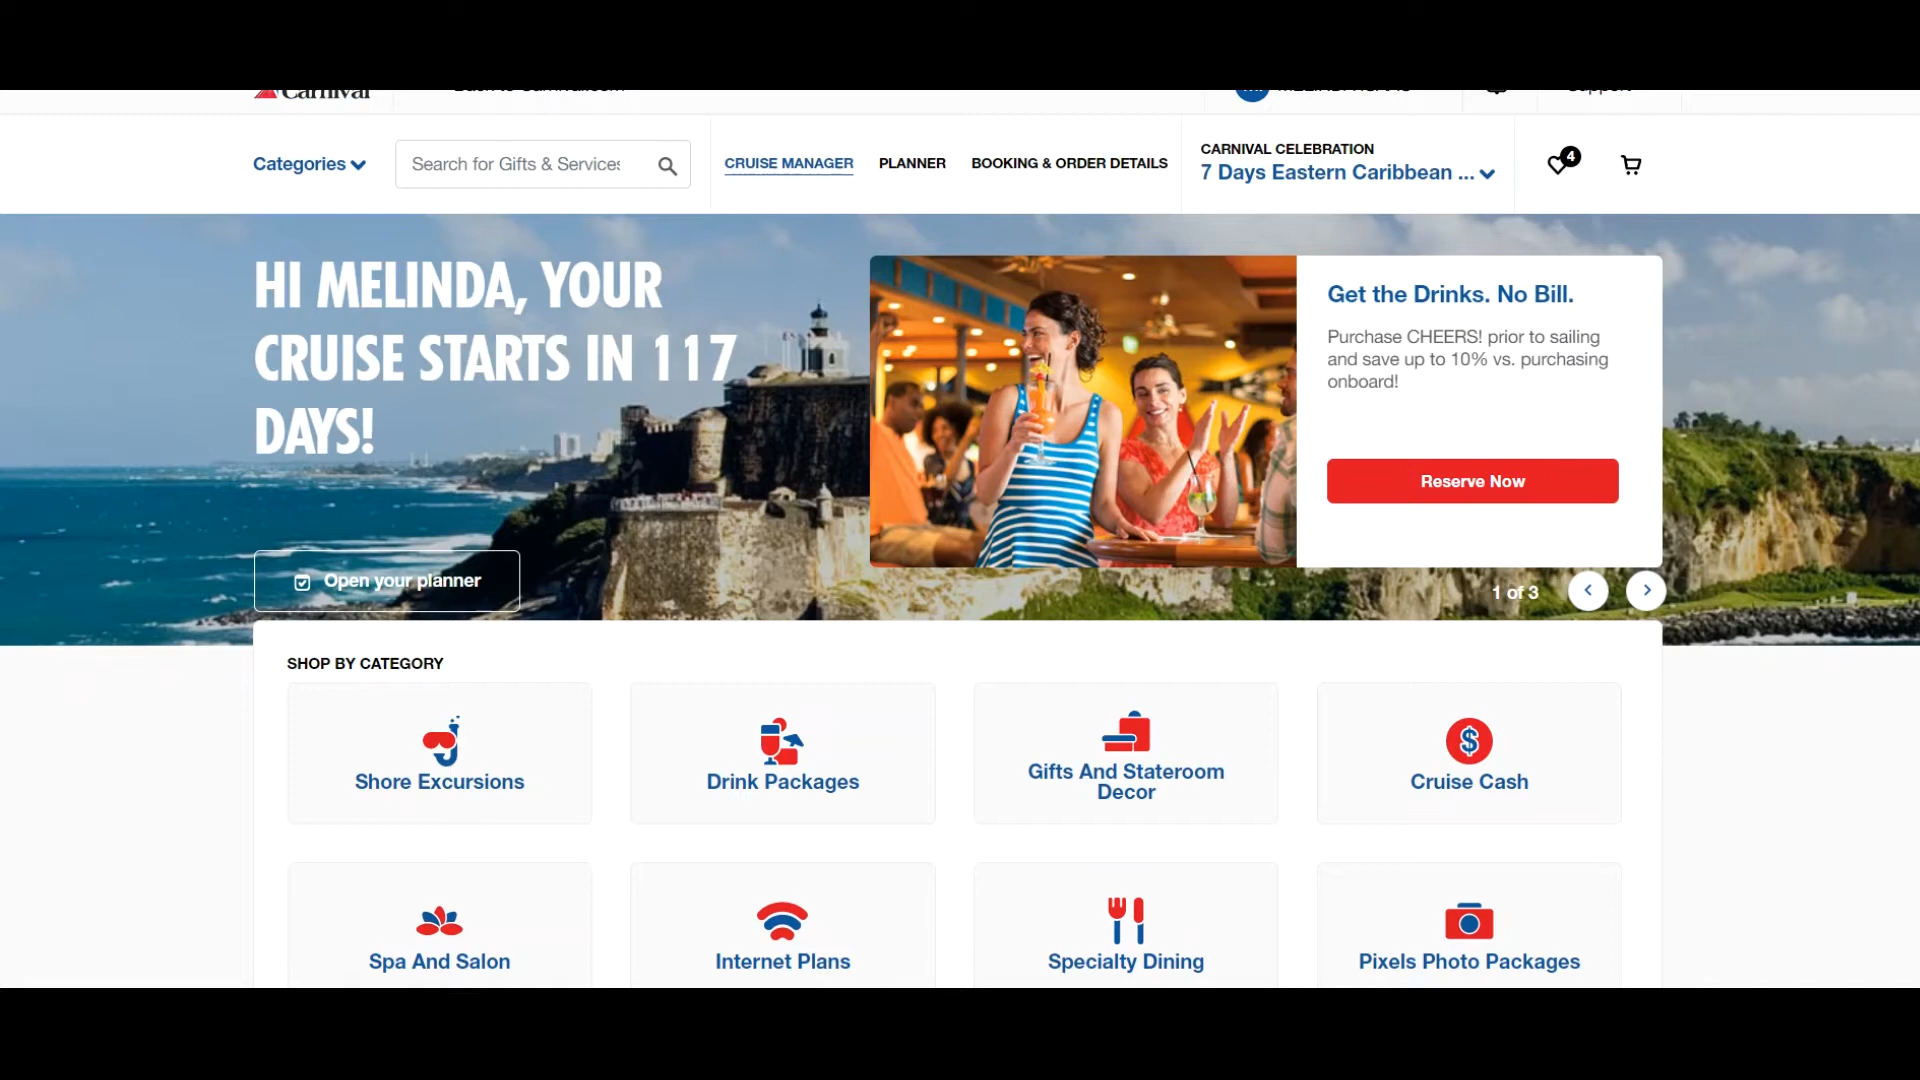 Carnival
Categories
Search for Gifts & Services
CRUISE MANAGER
PLANNER
BOOKING & ORDER DETAILS
CARNIVAL CELEBRATION
7 Days Eastern Caribbean ...
4
HI MELINDA, YOUR
CRUISE STARTS IN 117
DAYS!
Open your planner
Get the Drinks. No Bill.
Purchase CHEERS! prior to sailing
and save up to 10% vs. purchasing
onboard!
Reserve Now
1 of 3
SHOP BY CATEGORY
Shore Excursions
Drink Packages
Gifts And Stateroom
Decor
Cruise Cash
Spa And Salon
Internet Plans
Specialty Dining
Pixels Photo Packages